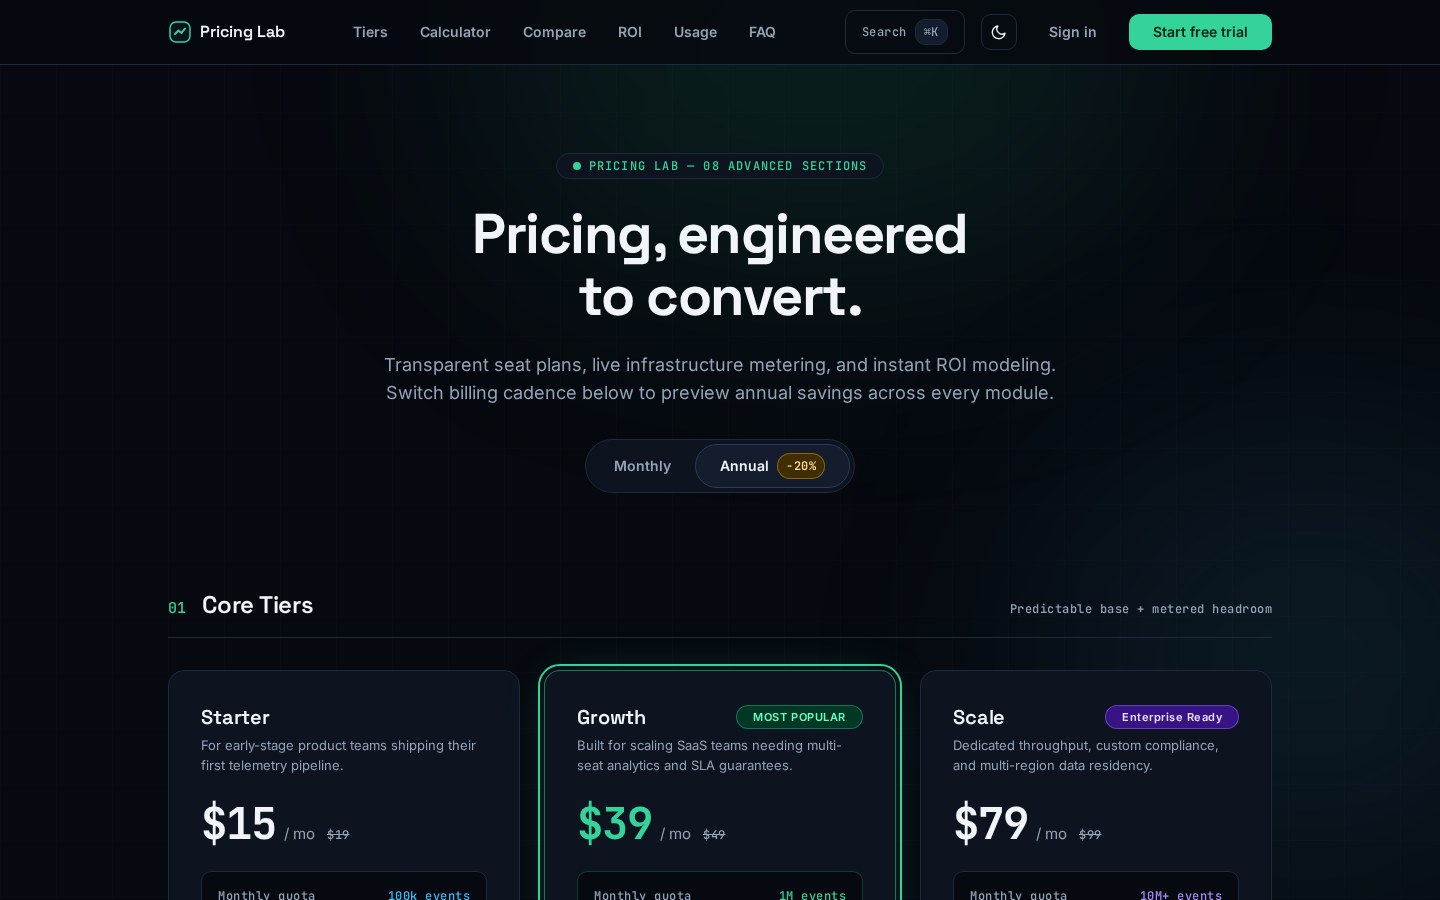 Pricing Lab
Tiers
Calculator
Compare
ROI
Usage
FAQ
Search ⌘K
Sign in
Start free trial
PRICING LAB — 08 ADVANCED SECTIONS
Pricing, engineered
to convert.
Transparent seat plans, live infrastructure metering, and instant ROI modeling.
Switch billing cadence below to preview annual savings across every module.
Monthly
Annual -20%
01 Core Tiers
Predictable base + metered headroom
Starter
For early-stage product teams shipping their
first telemetry pipeline.
$15 / mo $19
Monthly quota 100k events
Growth MOST POPULAR
Built for scaling SaaS teams needing multi-
seat analytics and SLA guarantees.
$39 / mo $49
Monthly quota 1M events
Scale Enterprise Ready
Dedicated throughput, custom compliance,
and multi-region data residency.
$79 / mo $99
Monthly quota 10M+ events